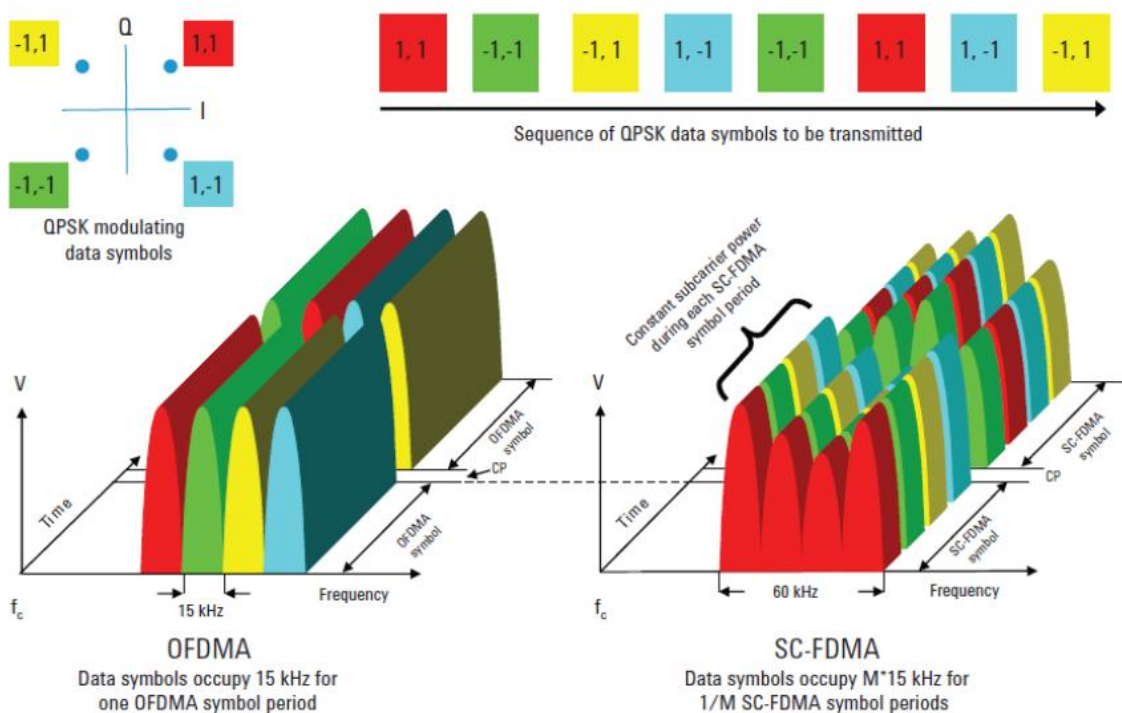 -1,1
Q
1,1
I
-1,-1
1,-1
QPSK modulating
data symbols
1, 1
-1,-1
-1, 1
1, -1
-1,-1
1, 1
1, -1
-1, 1
Sequence of QPSK data symbols to be transmitted
V
Time
fc
OFDMA
symbol
CP
OFDMA
symbol
15 kHz
Frequency
OFDMA
Data symbols occupy 15 kHz for
one OFDMA symbol period
Constant subcarrier power
during each SC-FDMA
symbol period
V
Time
fc
SC-FDMA
symbol
CP
SC-FDMA
symbol
60 kHz
Frequency
SC-FDMA
Data symbols occupy M*15 kHz for
1/M SC-FDMA symbol periods